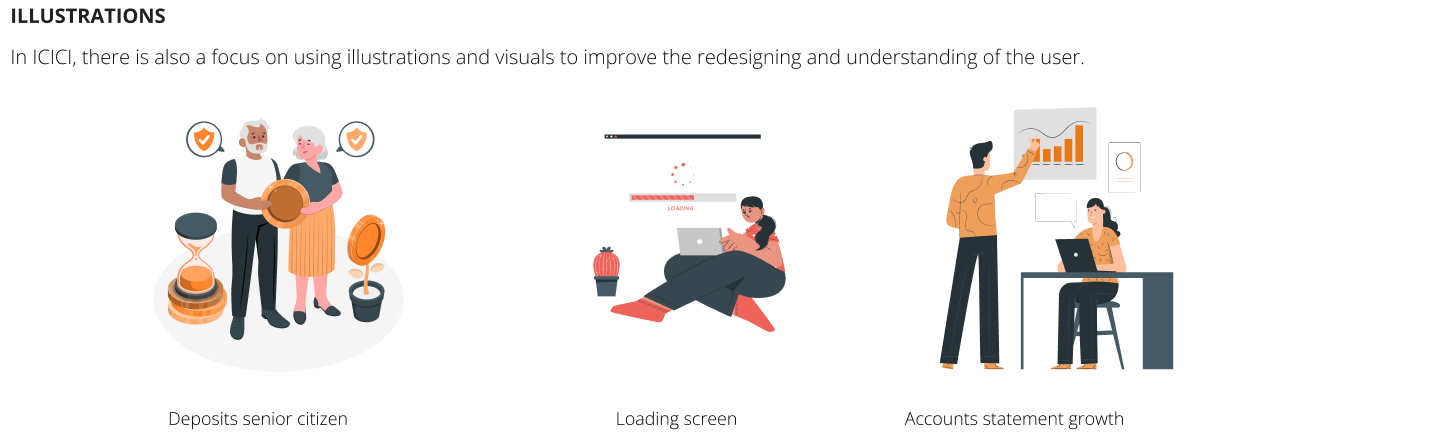 ILLUSTRATIONS
In ICICI, there is also a focus on using illustrations and visuals to improve the redesigning and understanding of the user.
LOADING
Deposits senior citizen
Loading screen
Accounts statement growth